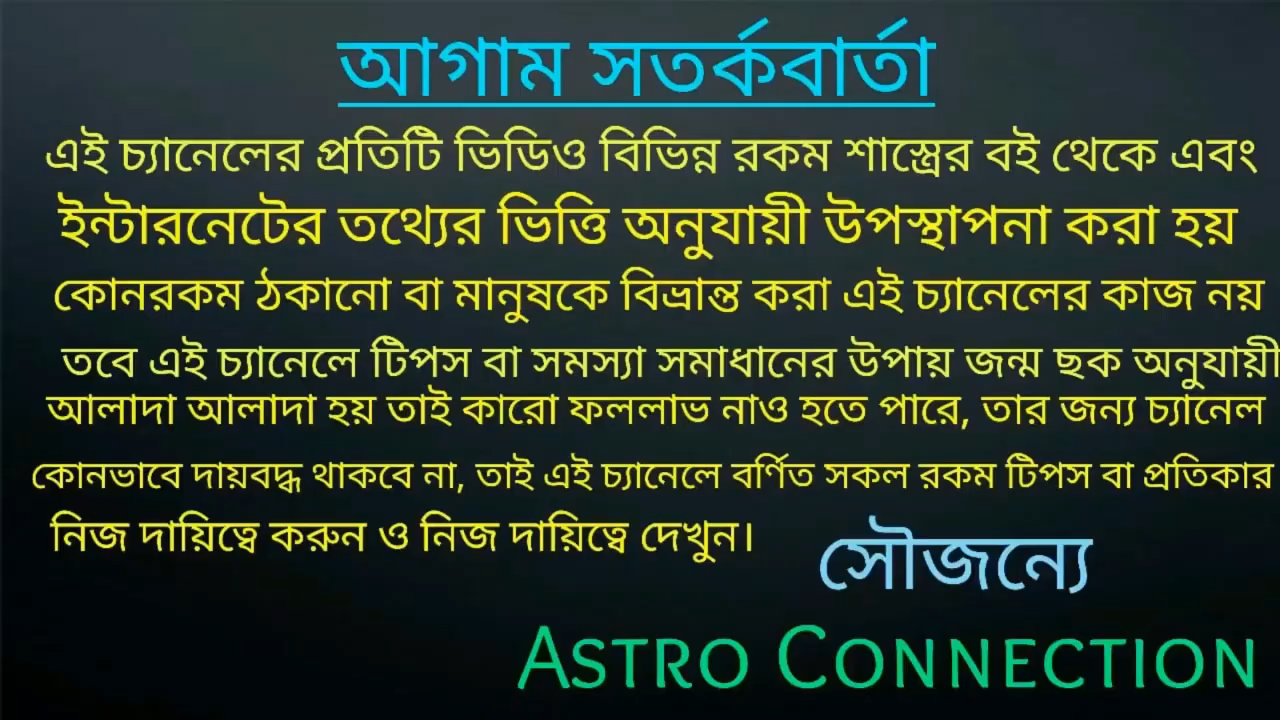 আগাম সতর্কবার্তা
এই চ্যানেলের প্রতিটি ভিডিও বিভিন্ন রকম শাস্ত্রের বই থেকে এবং
ইন্টারনেটের তথ্যের ভিত্তি অনুযায়ী উপস্থাপনা করা হয়
কোনরকম ঠকানো বা মানুষকে বিভ্রান্ত করা এই চ্যানেলের কাজ নয়
তবে এই চ্যানেলে টিপস বা সমস্যা সমাধানের উপায় জন্ম ছক অনুযায়ী
আলাদা আলাদা হয় তাই কারো ফললাভ নাও হতে পারে, তার জন্য চ্যানেল
কোনভাবে দায়বদ্ধ থাকবে না, তাই এই চ্যানেলে বর্ণিত সকল রকম টিপস বা প্রতিকার
নিজ দায়িত্বে করুন ও নিজ দায়িত্বে দেখুন।
সৌজন্যে
ASTRO CONNECTION